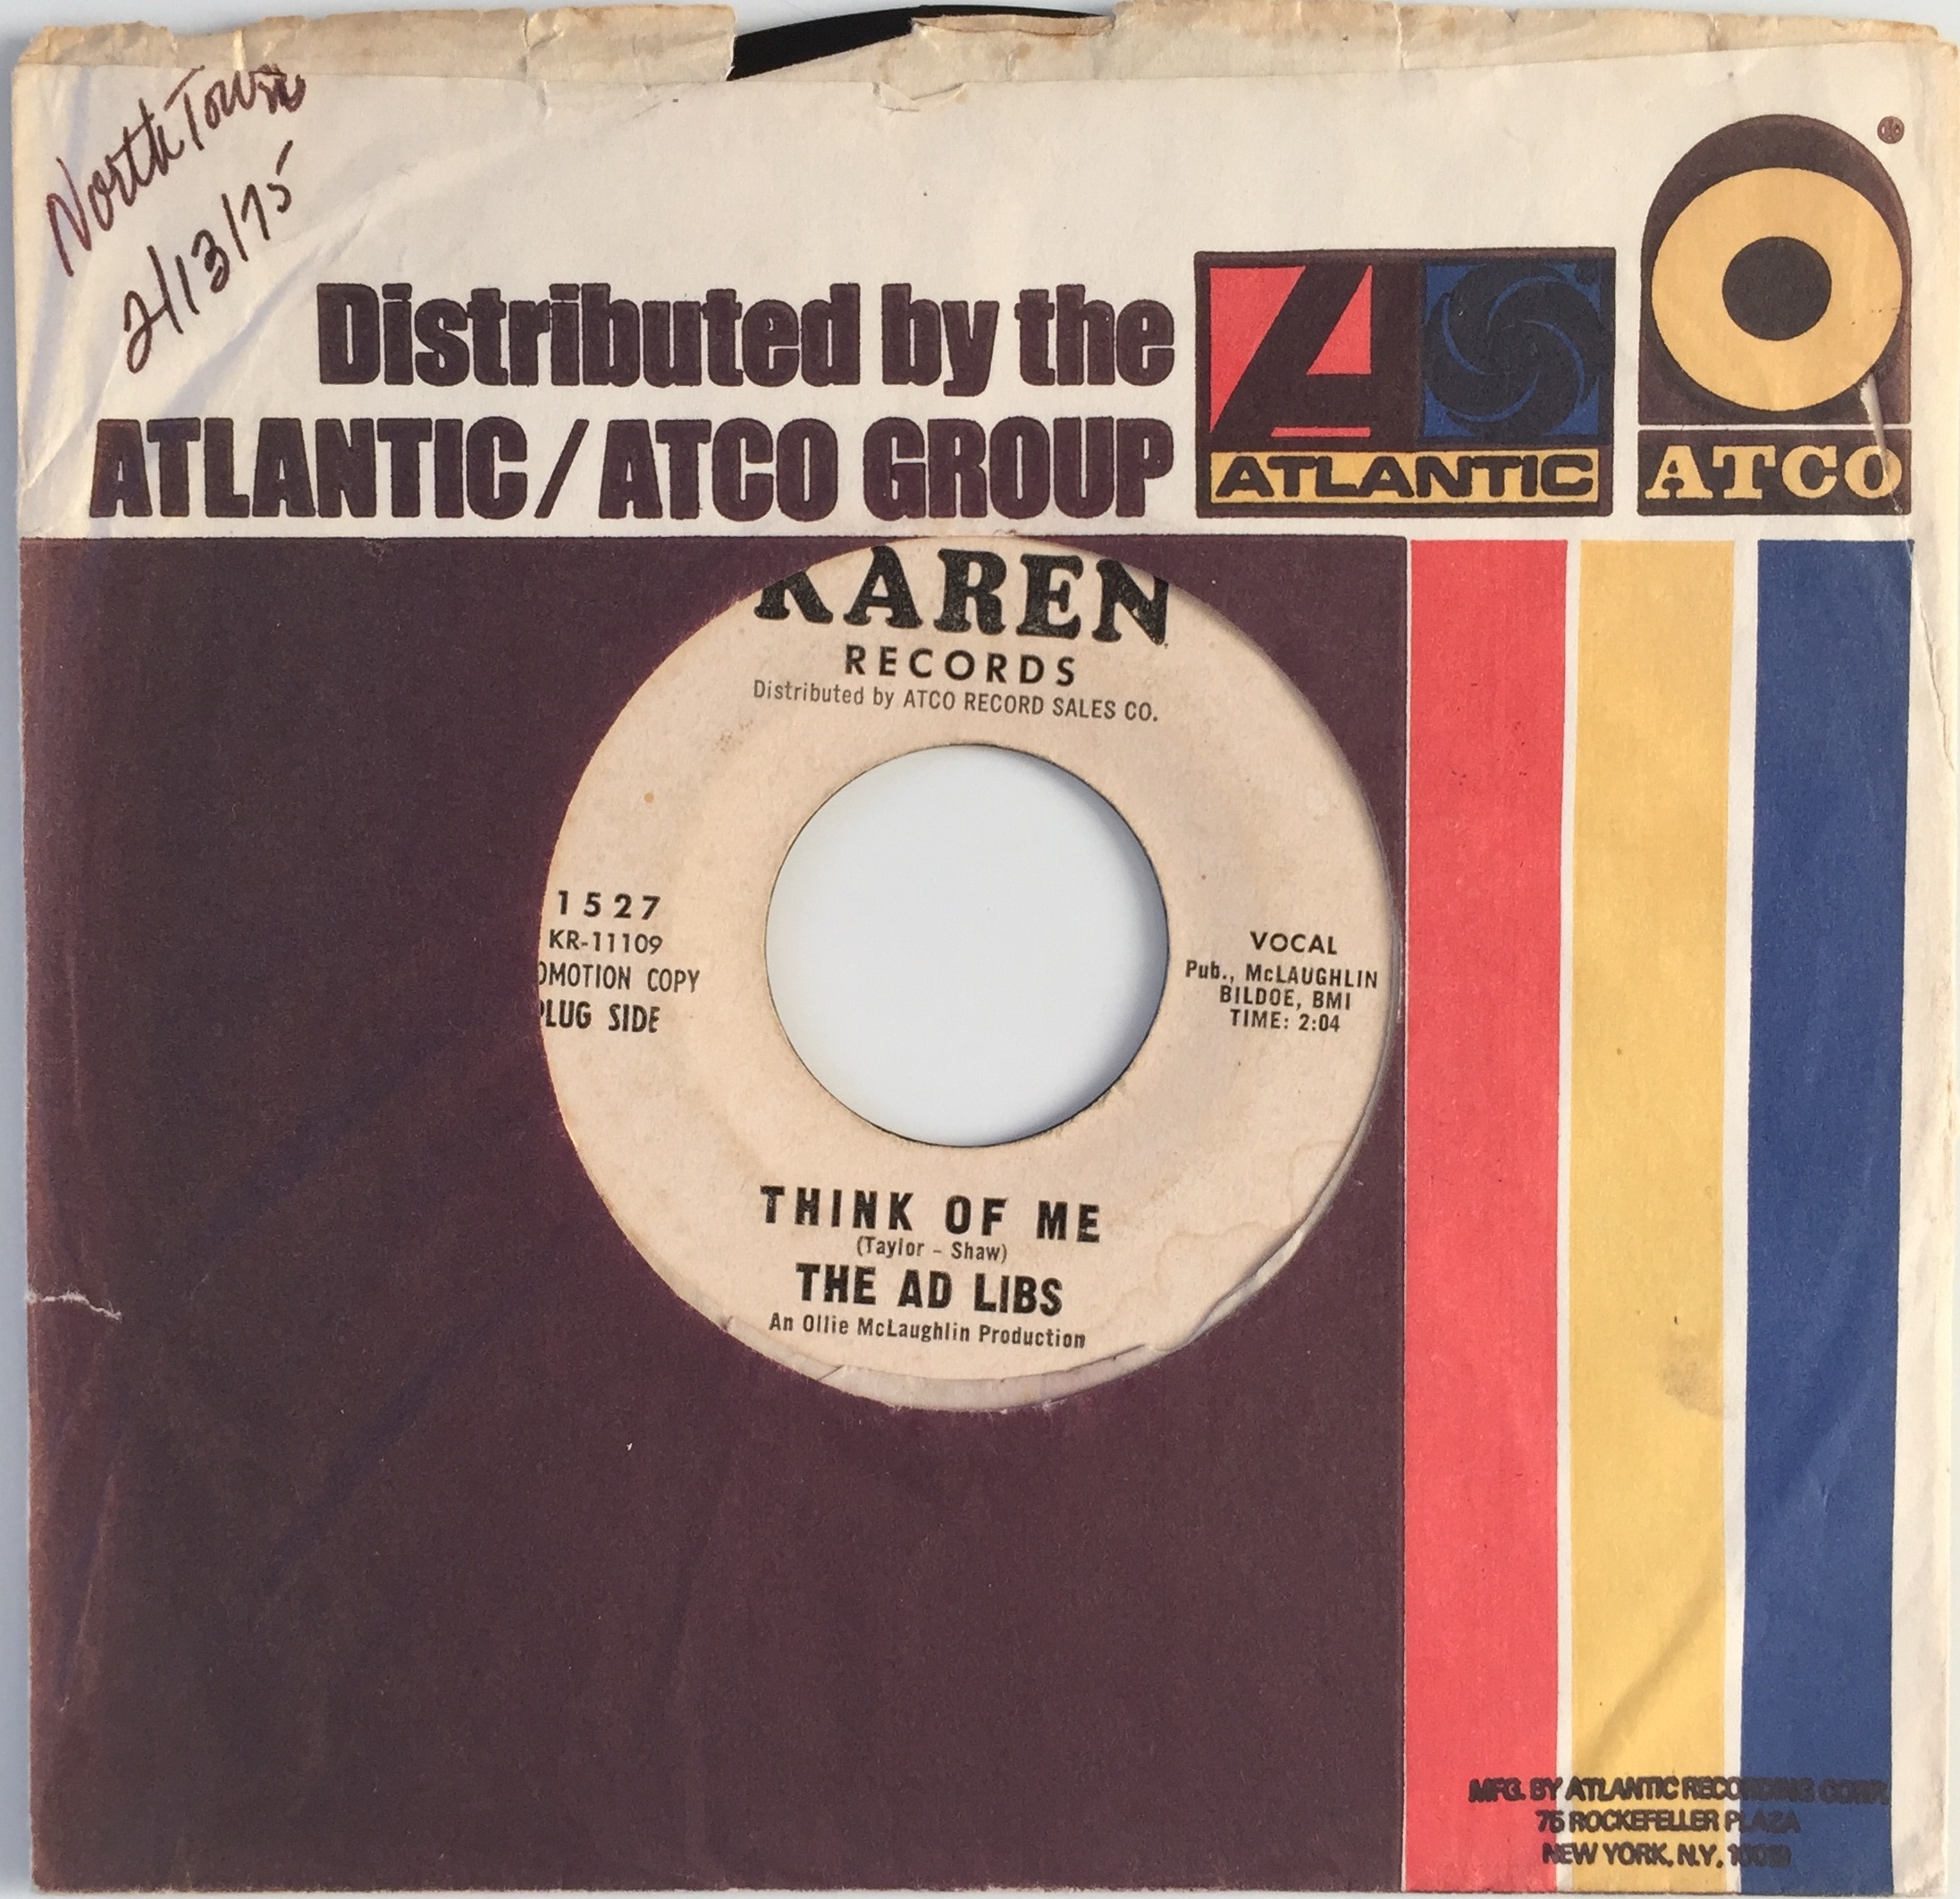 North Town
2/13/75
Distributed by the
ATLANTIC/ATCO GROUP
ATLANTIC
ATCO
KAREN
RECORDS
Distributed by ATCO RECORD SALES CO.
1527
KR-11109
OMOTION COPY
PLUG SIDE
VOCAL
Pub., McLAUGHLIN
BILDOE, BMI
TIME: 2:04
THINK OF ME
(Taylor - Shaw)
THE AD LIBS
An Ollie McLaughlin Production
MFG. BY ATLANTIC RECORDING CORP.
75 ROCKEFELLER PLAZA
NEW YORK, N.Y. 10019